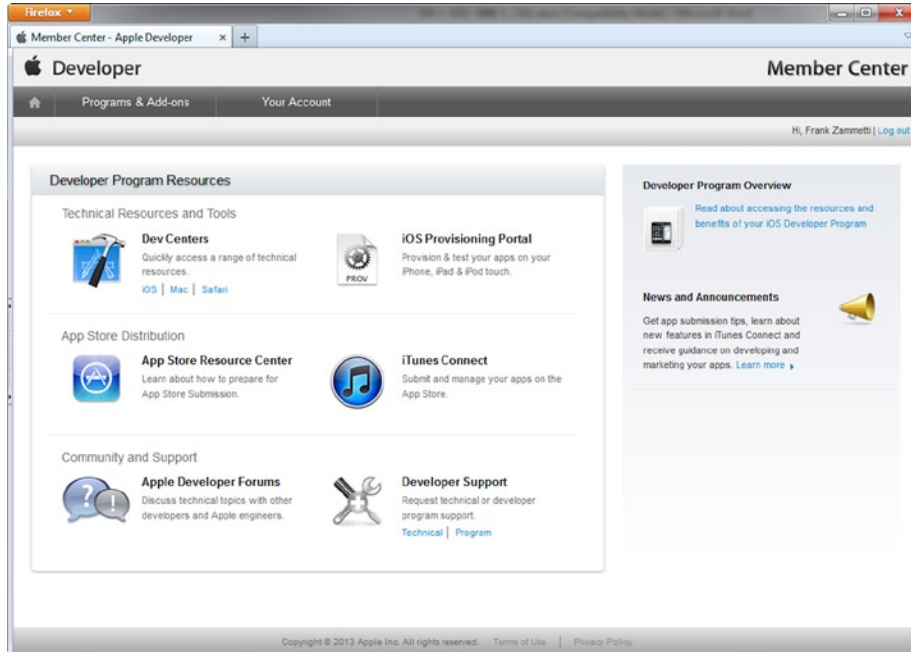 Firefox
Member Center - Apple Developer × +
Developer
Member Center
Programs & Add-ons Your Account
Hi, Frank Zammetti | Log out
Developer Program Resources
Technical Resources and Tools
Dev Centers
Quickly access a range of technical
resources.
iOS | Mac | Safari
PROV
iOS Provisioning Portal
Provision & test your apps on your
iPhone, iPad & iPod touch.
App Store Distribution
App Store Resource Center
Learn about how to prepare for
App Store Submission.
iTunes Connect
Submit and manage your apps on the
App Store.
Community and Support
Apple Developer Forums
Discuss technical topics with other
developers and Apple engineers.
Developer Support
Request technical or developer
program support.
Technical | Program
Developer Program Overview
Read about accessing the resources and
benefits of your iOS Developer Program
News and Announcements
Get app submission tips, learn about
new features in iTunes Connect and
receive guidance on developing and
marketing your apps. Learn more
Copyright © 2013 Apple Inc. All rights reserved. Terms of Use | Privacy Policy